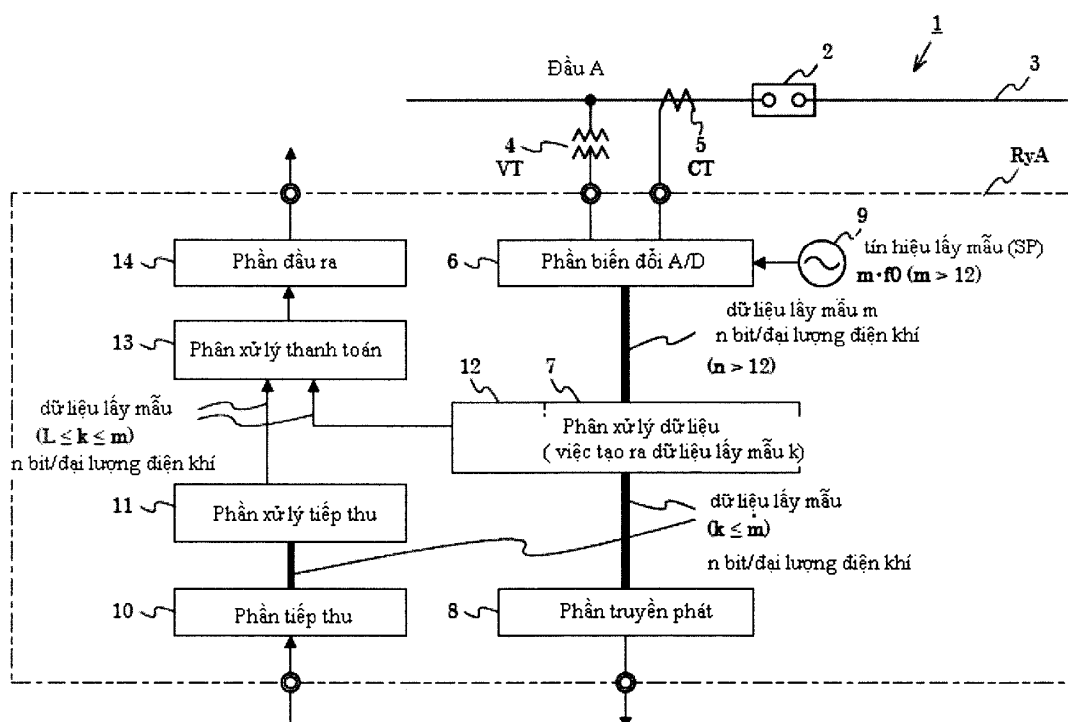 1
2
Đầu A
3
4
VT
5
CT
RyA
9
tín hiệu lấy mẫu (SP)
m·f0 (m > 12)
14
Phần đầu ra
6
Phần biến đổi A/D
dữ liệu lấy mẫu m
n bit/đại lượng điện khí
(n > 12)
13
Phân xử lý thanh toán
12
7
dữ liệu lấy mẫu
(L ≤ k ≤ m)
n bit/đại lượng điện khí
Phân xử lý dữ liệu
( việc tạo ra dữ liệu lấy mẫu k)
11
Phần xử lý tiếp thu
dữ liệu lấy mẫu
(k ≤ m)
n bit/đại lượng điện khí
10
Phần tiếp thu
8
Phần truyền phát